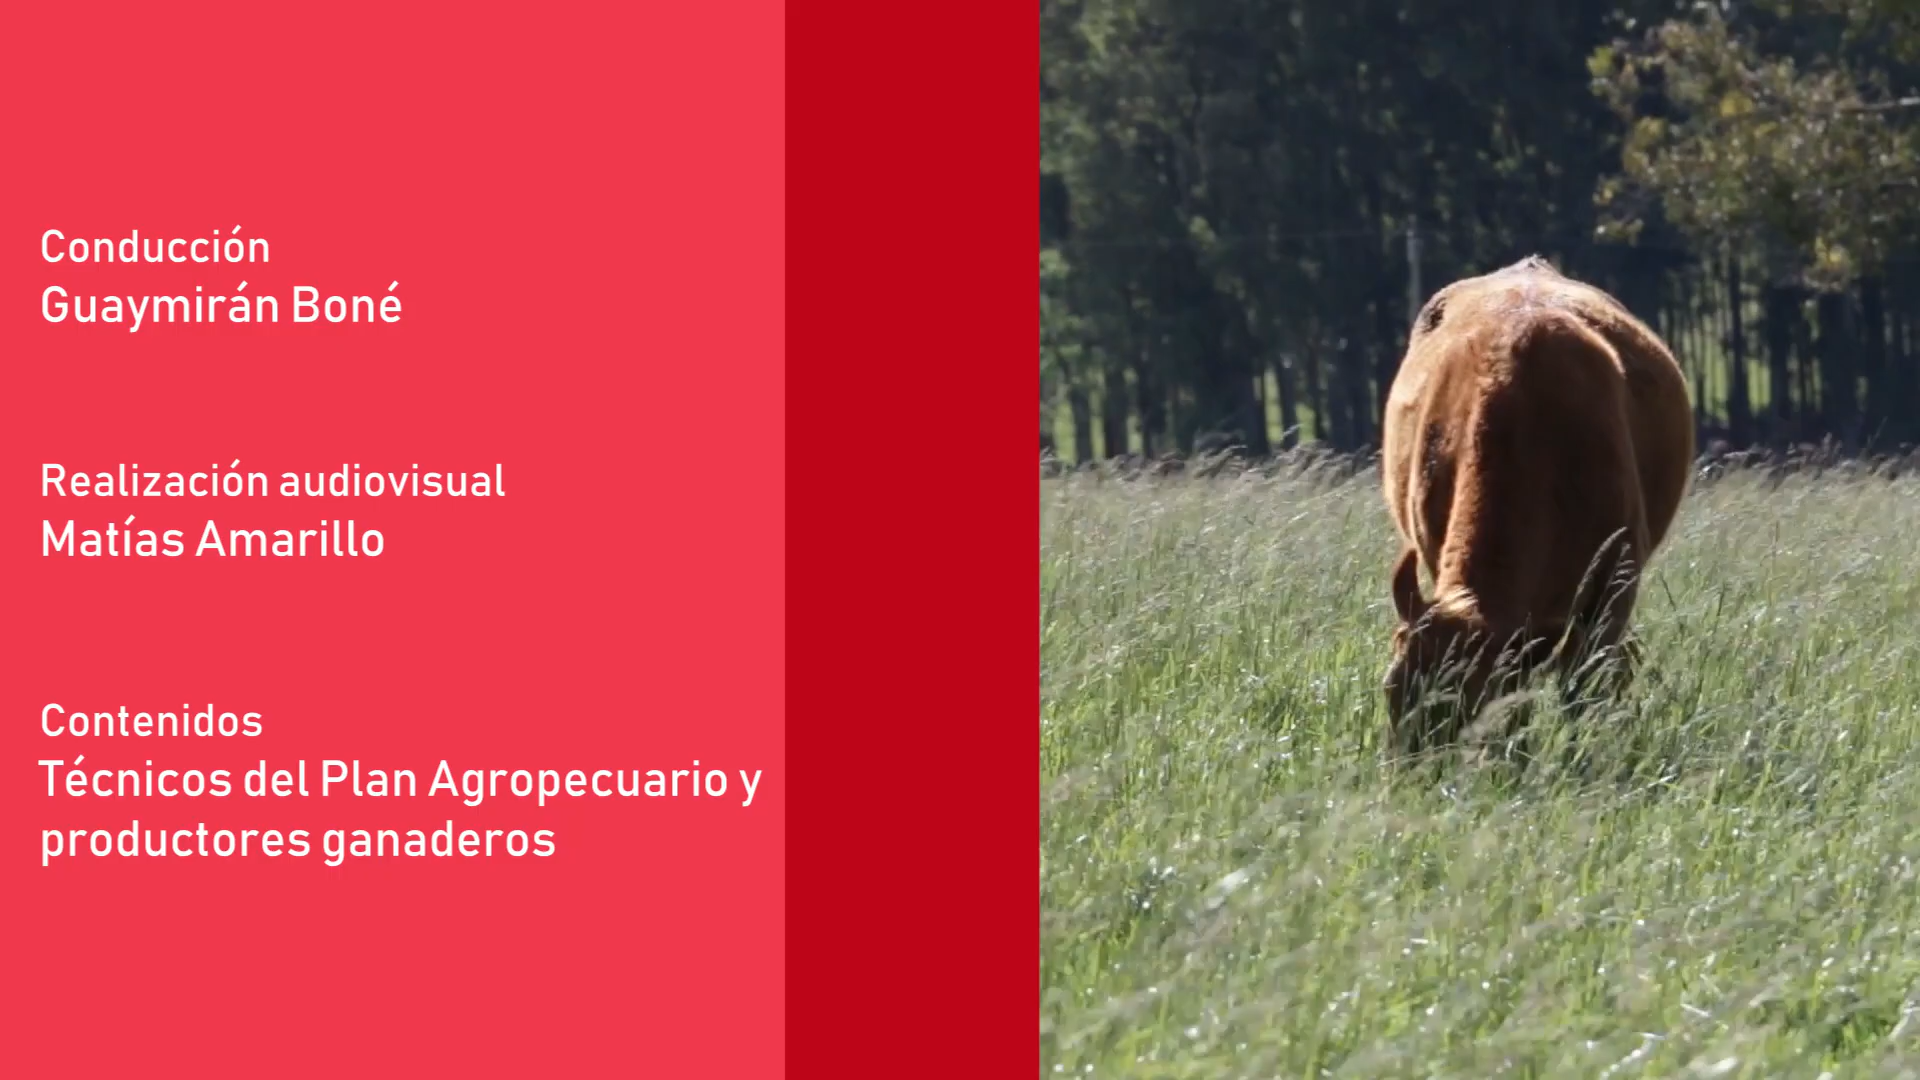 Conducción
Guaymirán Boné
Realización audiovisual
Matías Amarillo
Contenidos
Técnicos del Plan Agropecuario y
productores ganaderos